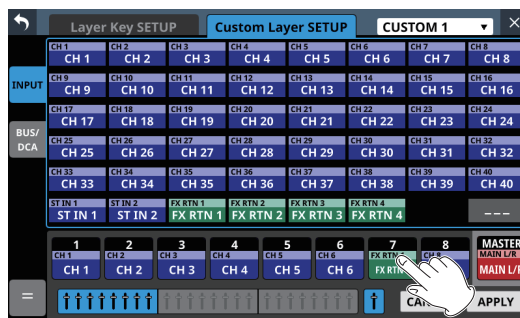 Layer Key SETUP Custom Layer SETUP CUSTOM 1
INPUT
BUS/
DCA
CH 1 CH 2 CH 3 CH 4 CH 5 CH 6 CH 7 CH 8
CH 1 CH 2 CH 3 CH 4 CH 5 CH 6 CH 7 CH 8
CH 9 CH 10 CH 11 CH 12 CH 13 CH 14 CH 15 CH 16
CH 9 CH 10 CH 11 CH 12 CH 13 CH 14 CH 15 CH 16
CH 17 CH 18 CH 19 CH 20 CH 21 CH 22 CH 23 CH 24
CH 17 CH 18 CH 19 CH 20 CH 21 CH 22 CH 23 CH 24
CH 25 CH 26 CH 27 CH 28 CH 29 CH 30 CH 31 CH 32
CH 25 CH 26 CH 27 CH 28 CH 29 CH 30 CH 31 CH 32
CH 33 CH 34 CH 35 CH 36 CH 37 CH 38 CH 39 CH 40
CH 33 CH 34 CH 35 CH 36 CH 37 CH 38 CH 39 CH 40
ST IN 1 ST IN 2 FX RTN 1 FX RTN 2 FX RTN 3 FX RTN 4
ST IN 1 ST IN 2 FX RTN 1 FX RTN 2 FX RTN 3 FX RTN 4 ---
1 2 3 4 5 6 7 8 MASTER
CH 1 CH 2 CH 3 CH 4 CH 5 CH 6 FX RTN CH 8 MAIN L/R
CH 1 CH 2 CH 3 CH 4 CH 5 CH 6 FX RTN MAIN L/R
APPLY